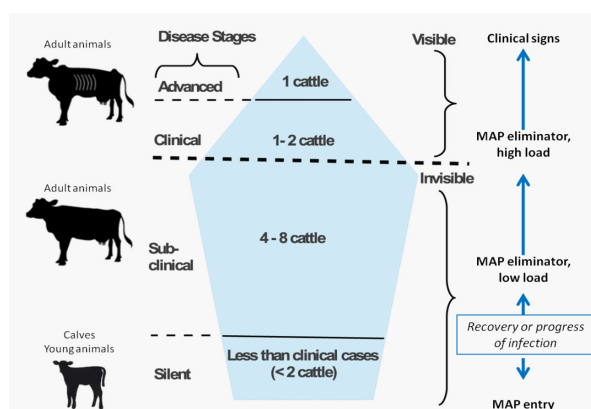 Adult animals
Disease Stages
Visible
Clinical signs
Advanced
1 cattle
Clinical
1- 2 cattle
MAP eliminator,
high load
Adult animals
Invisible
Sub-
clinical
4 - 8 cattle
MAP eliminator,
low load
Recovery or progress
of infection
Calves
Young animals
Silent
Less than clinical cases
(< 2 cattle)
MAP entry